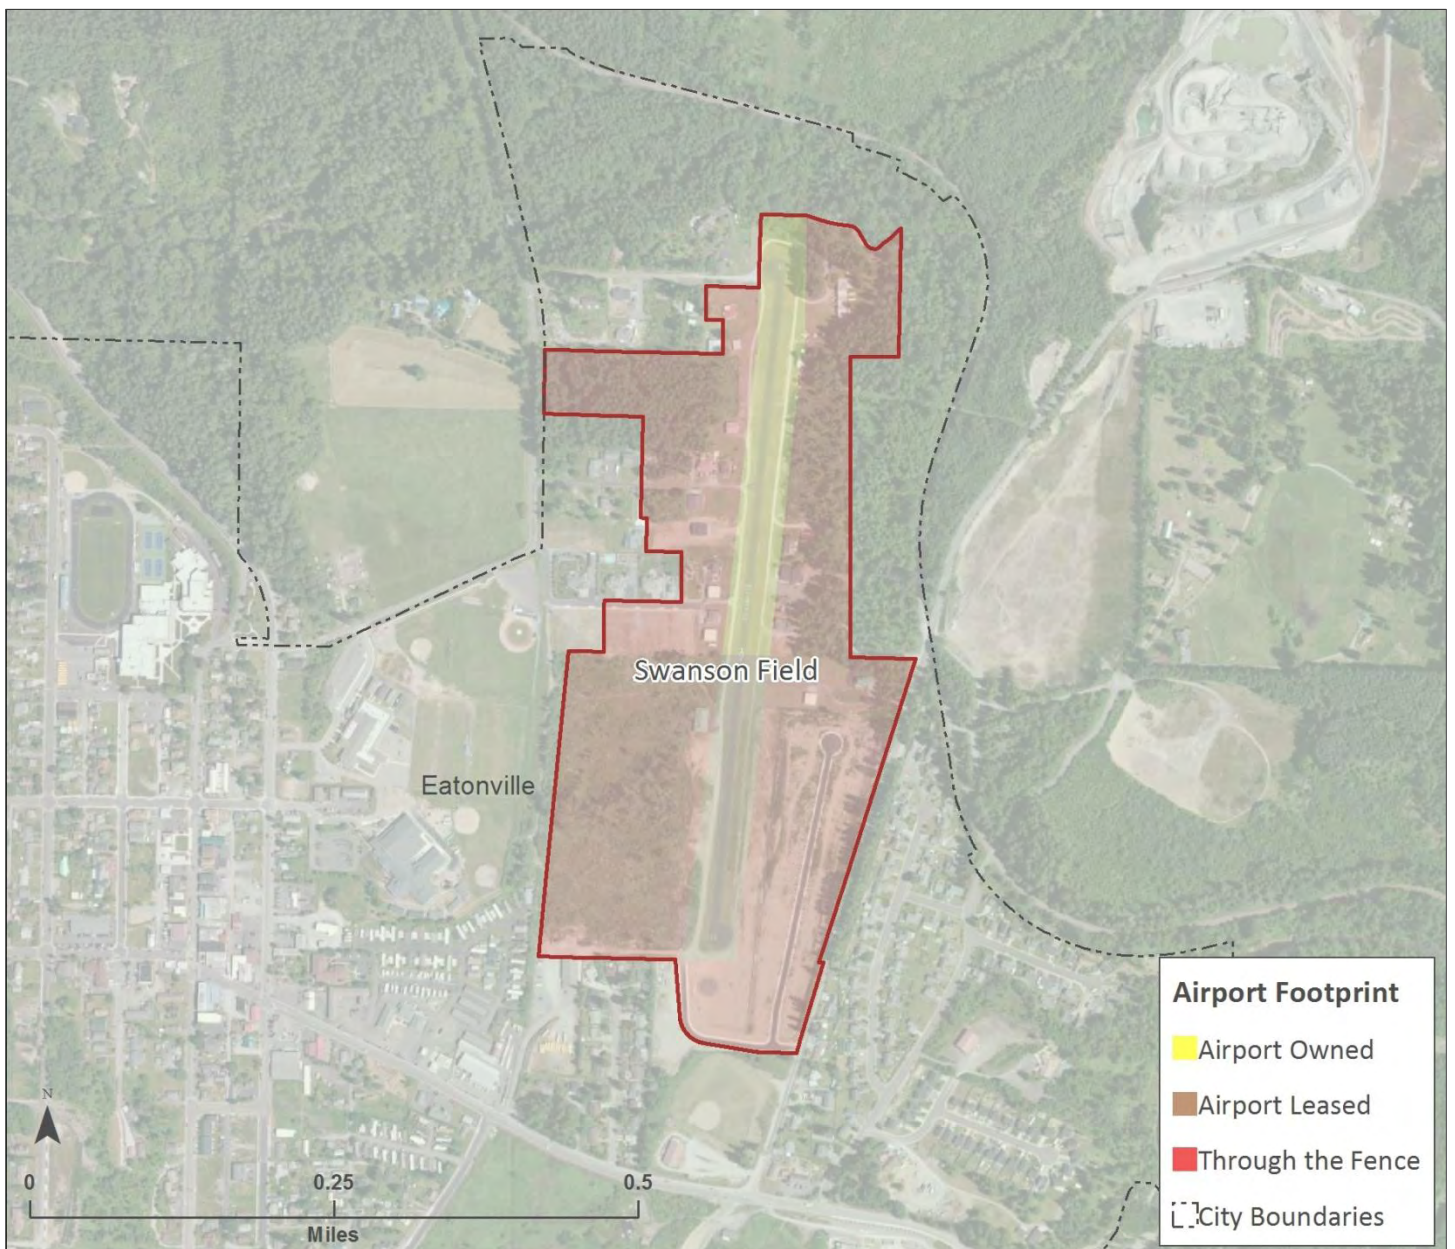 Swanson Field
Eatonville
N
0 0.25 0.5
Miles
Airport Footprint
Airport Owned
Airport Leased
Through the Fence
City Boundaries